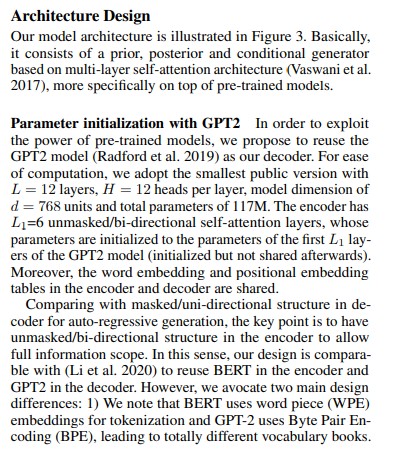 Architecture Design
Our model architecture is illustrated in Figure 3. Basically,
it consists of a prior, posterior and conditional generator
based on multi-layer self-attention architecture (Vaswani et al.
2017), more specifically on top of pre-trained models.
Parameter initialization with GPT2 In order to exploit
the power of pre-trained models, we propose to reuse the
GPT2 model (Radford et al. 2019) as our decoder. For ease
of computation, we adopt the smallest public version with
L = 12 layers, H = 12 heads per layer, model dimension of
d = 768 units and total parameters of 117M. The encoder has
L₁=6 unmasked/bi-directional self-attention layers, whose
parameters are initialized to the parameters of the first L₁ lay-
ers of the GPT2 model (initialized but not shared afterwards).
Moreover, the word embedding and positional embedding
tables in the encoder and decoder are shared.
Comparing with masked/uni-directional structure in de-
coder for auto-regressive generation, the key point is to have
unmasked/bi-directional structure in the encoder to allow
full information scope. In this sense, our design is compara-
ble with (Li et al. 2020) to reuse BERT in the encoder and
GPT2 in the decoder. However, we avocate two main design
differences: 1) We note that BERT uses word piece (WPE)
embeddings for tokenization and GPT-2 uses Byte Pair En-
coding (BPE), leading to totally different vocabulary books.